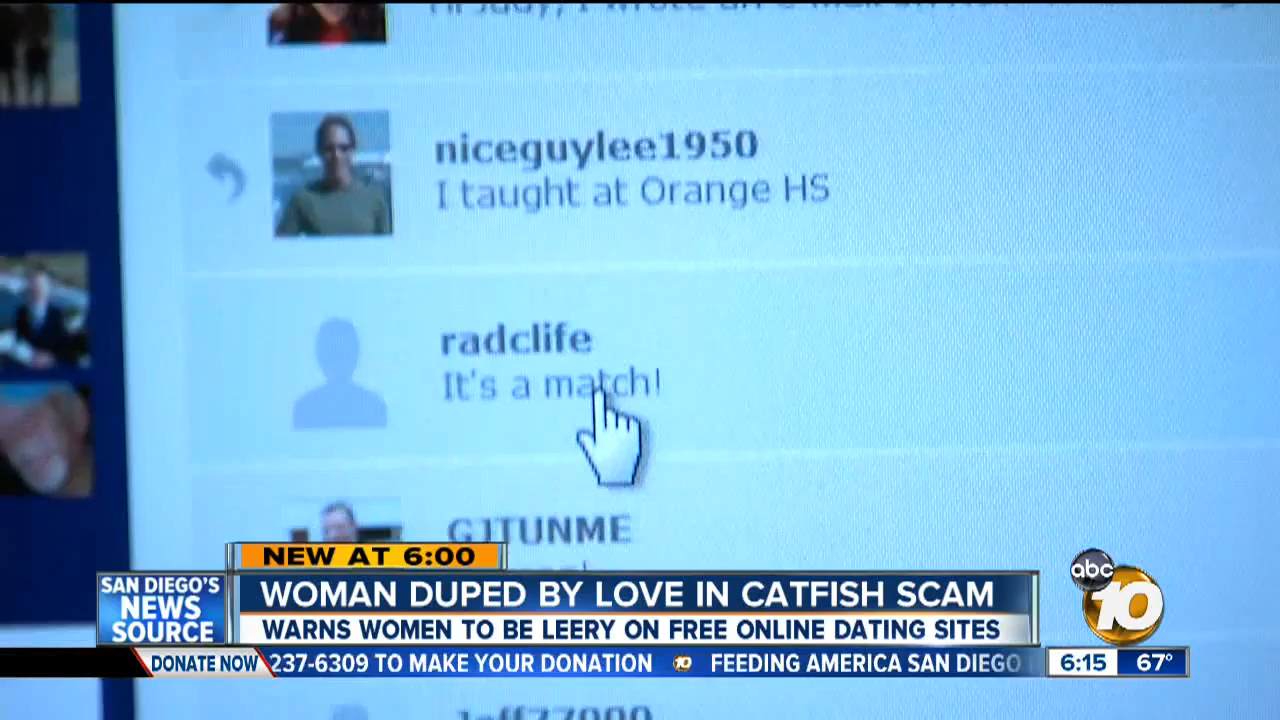 niceguylee1950
I taught at Orange HS
radclife
It's a match!
GJTUNME
NEW AT 6:00
SAN DIEGO'S
NEWS
SOURCE
WOMAN DUPED BY LOVE IN CATFISH SCAM
WARNS WOMEN TO BE LEERY ON FREE ONLINE DATING SITES
abc
10
DONATE NOW
237-6309 TO MAKE YOUR DONATION 10 FEEDING AMERICA SAN DIEGO
6:15 67°